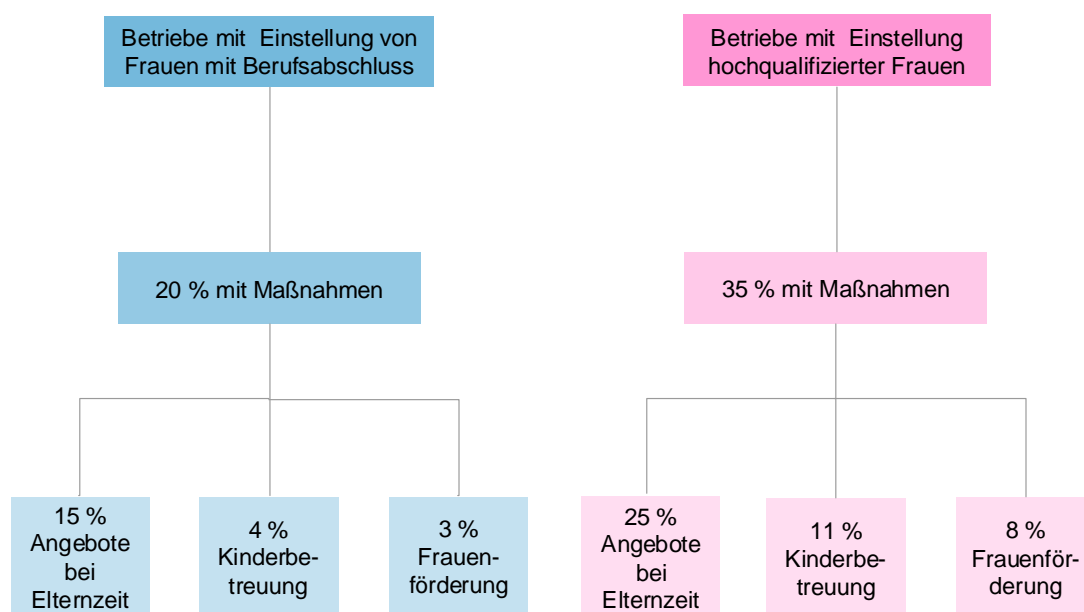 Betriebe mit Einstellung von
Frauen mit Berufsabschluss
Betriebe mit Einstellung
hochqualifizierter Frauen
20 % mit Maßnahmen
35 % mit Maßnahmen
15 %
Angebote
bei
Elternzeit
4 %
Kinderbe-
treuung
3 %
Frauen-
förderung
25 %
Angebote
bei
Elternzeit
11 %
Kinderbe-
treuung
8 %
Frauenför-
derung